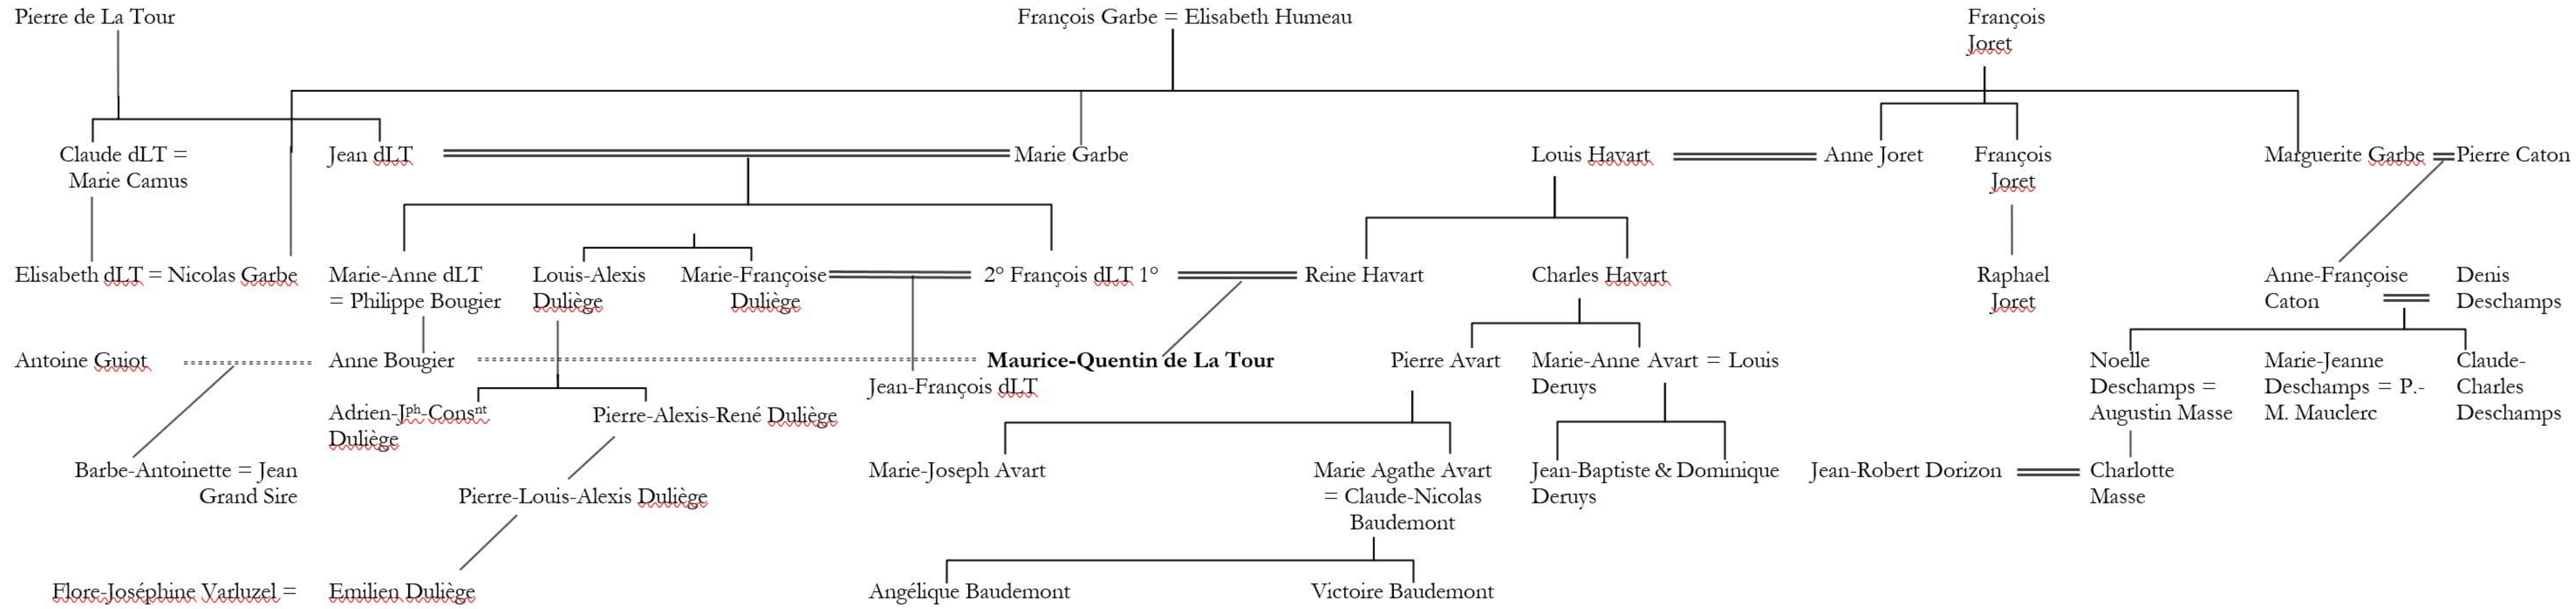 Pierre de La Tour
François Garbe = Elisabeth Humeau
François
Joret
Claude dLT =
Marie Camus
Jean dLT
Marie Garbe
Louis Havart
Anne Joret
François
Joret
Marguerite Garbe
Pierre Caton
Elisabeth dLT = Nicolas Garbe
Marie-Anne dLT
= Philippe Bougier
Louis-Alexis
Duliège
Marie-Françoise
Duliège
2° François dLT 1°
Reine Havart
Charles Havart
Raphael
Joret
Anne-Françoise
Caton
Denis
Deschamps
Antoine Guiot
Anne Bougier
Maurice-Quentin de La Tour
Jean-François dLT
Pierre Avart
Marie-Anne Avart = Louis
Deruys
Noelle
Deschamps =
Augustin Masse
Marie-Jeanne
Deschamps = P.-
M. Mauclerc
Claude-
Charles
Deschamps
Adrien-Jᵖʰ-Consⁿᵗ
Duliège
Pierre-Alexis-René Duliège
Barbe-Antoinette = Jean
Grand Sire
Pierre-Louis-Alexis Duliège
Marie-Joseph Avart
Marie Agathe Avart
= Claude-Nicolas
Baudemont
Jean-Baptiste & Dominique
Deruys
Jean-Robert Dorizon
Charlotte
Masse
Flore-Joséphine Varluzel =
Emilien Duliège
Angélique Baudemont
Victoire Baudemont